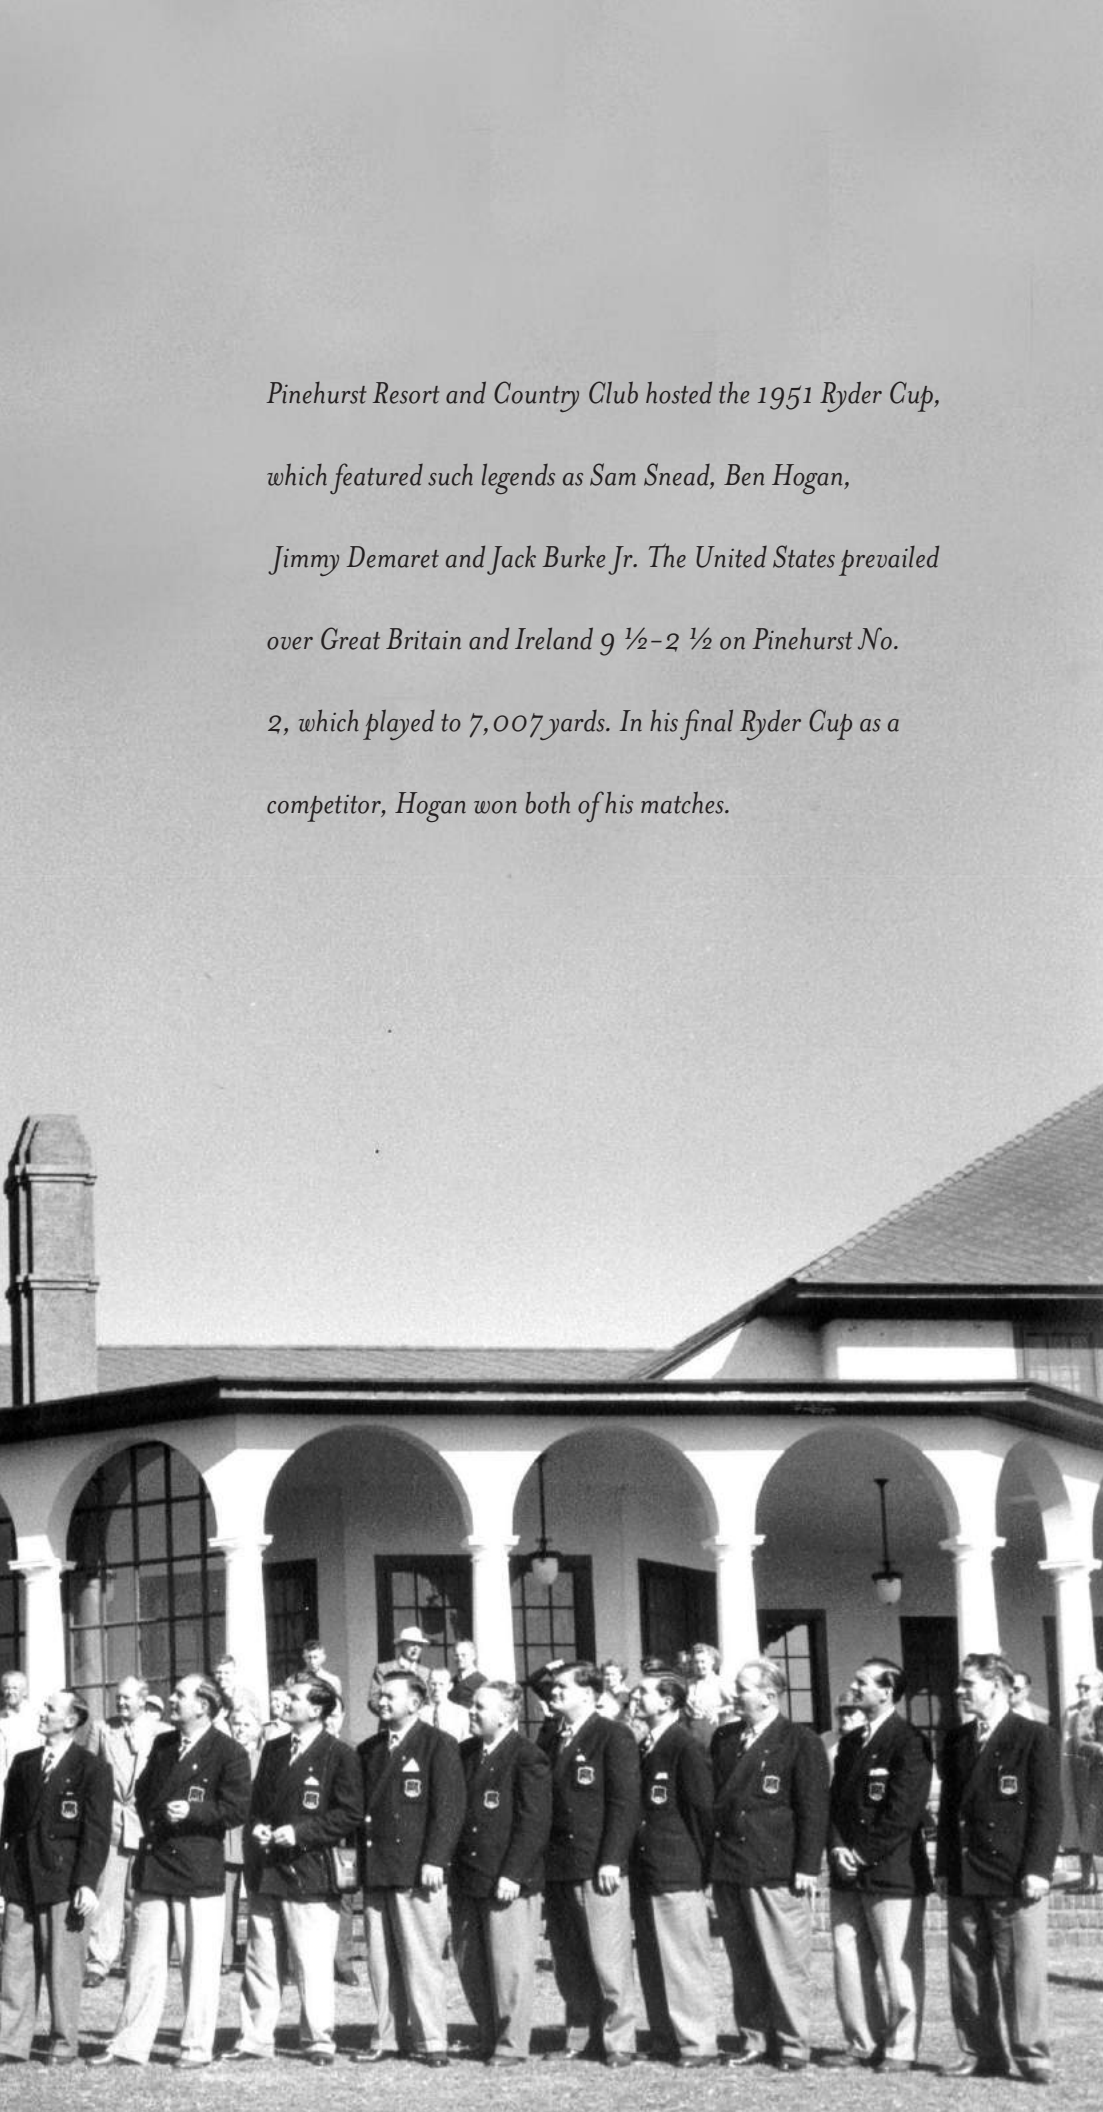 Pinehurst Resort and Country Club hosted the 1951 Ryder Cup,
which featured such legends as Sam Snead, Ben Hogan,
Jimmy Demaret and Jack Burke Jr. The United States prevailed
over Great Britain and Ireland 9 ½–2 ½ on Pinehurst No.
2, which played to 7,007 yards. In his final Ryder Cup as a
competitor, Hogan won both of his matches.